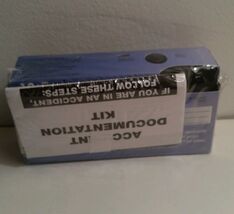 IF YOU ARE IN AN ACCIDENT,
FOLLOW THESE STEPS:
ACC NT
DOCUMENTATION
KIT